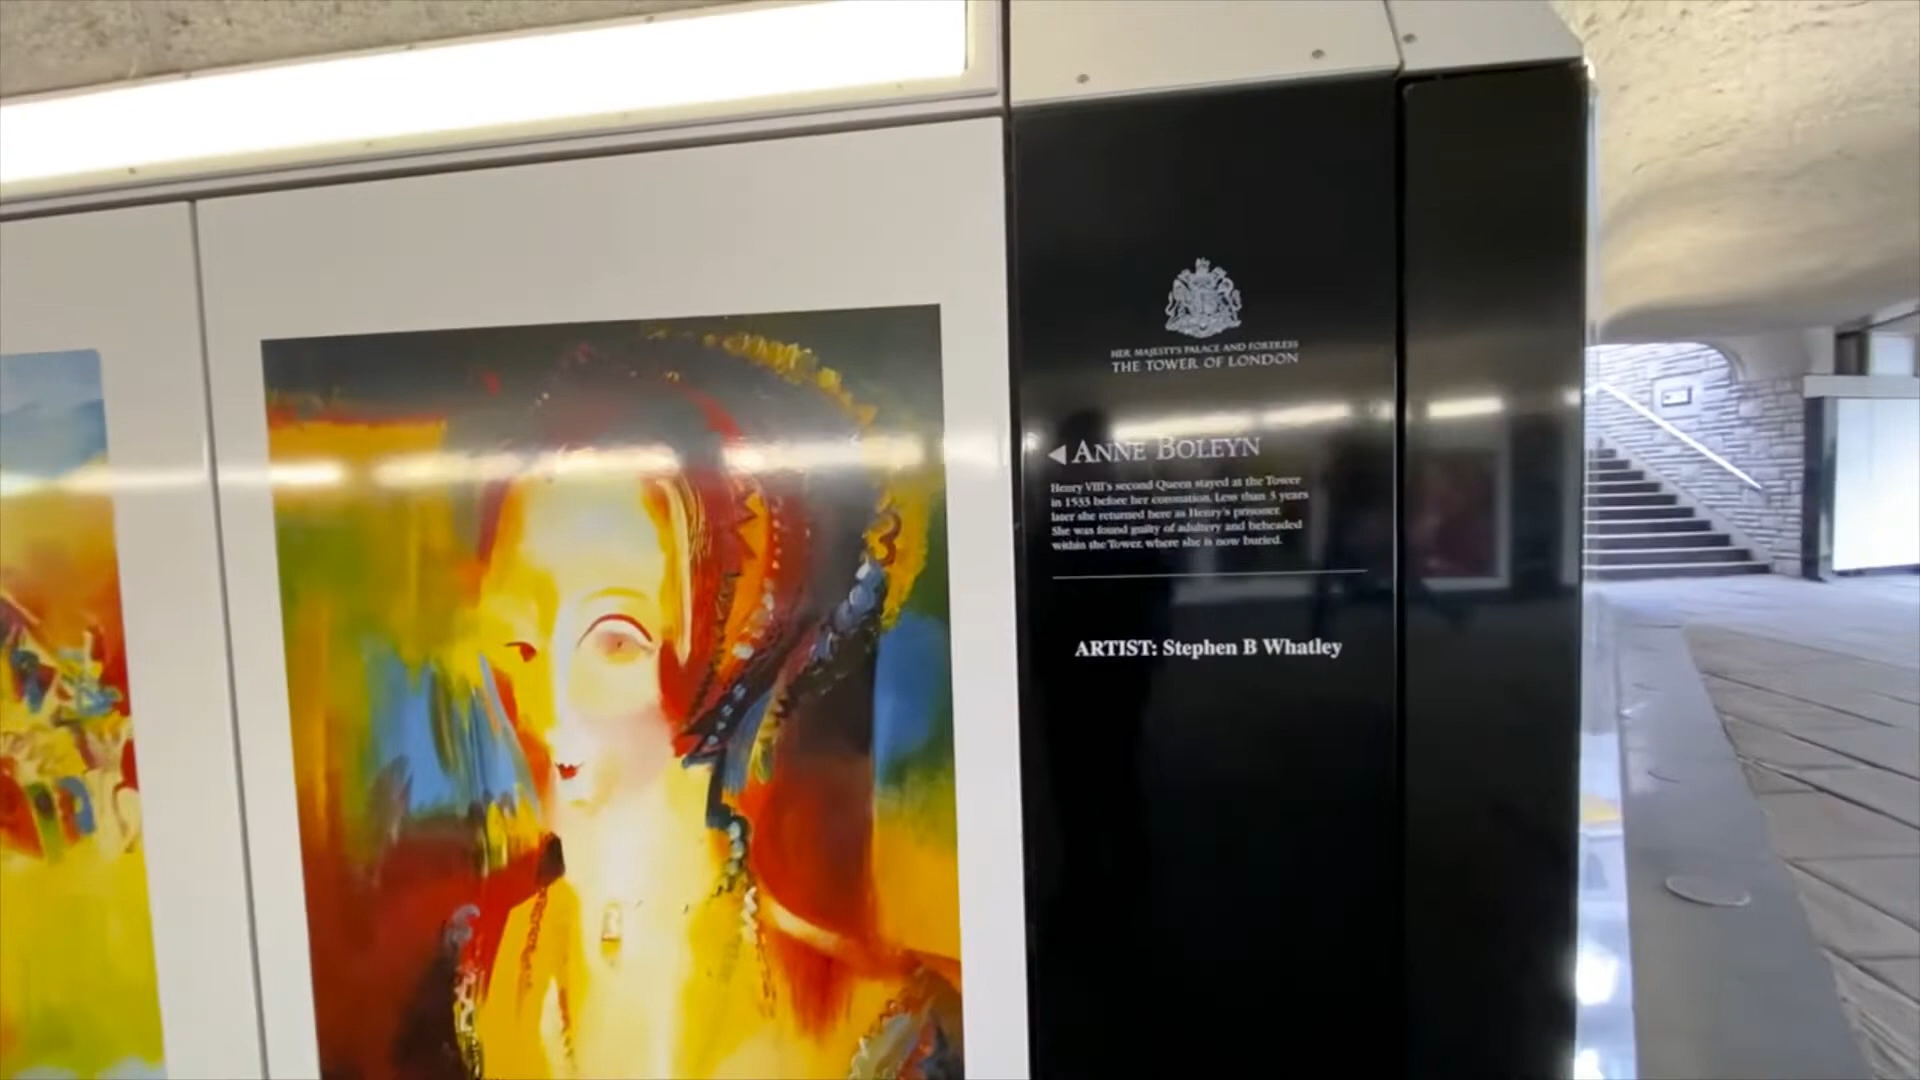 HER MAJESTY'S PALACE AND FORTRESS
THE TOWER OF LONDON
ANNE BOLEYN
Henry VIII's second Queen stayed at the Tower
in 1533 before her coronation. Less than 3 years
later she returned here as Henry's prisoner.
She was found guilty of adultery and beheaded
within the Tower, where she is now buried.
ARTIST: Stephen B Whatley